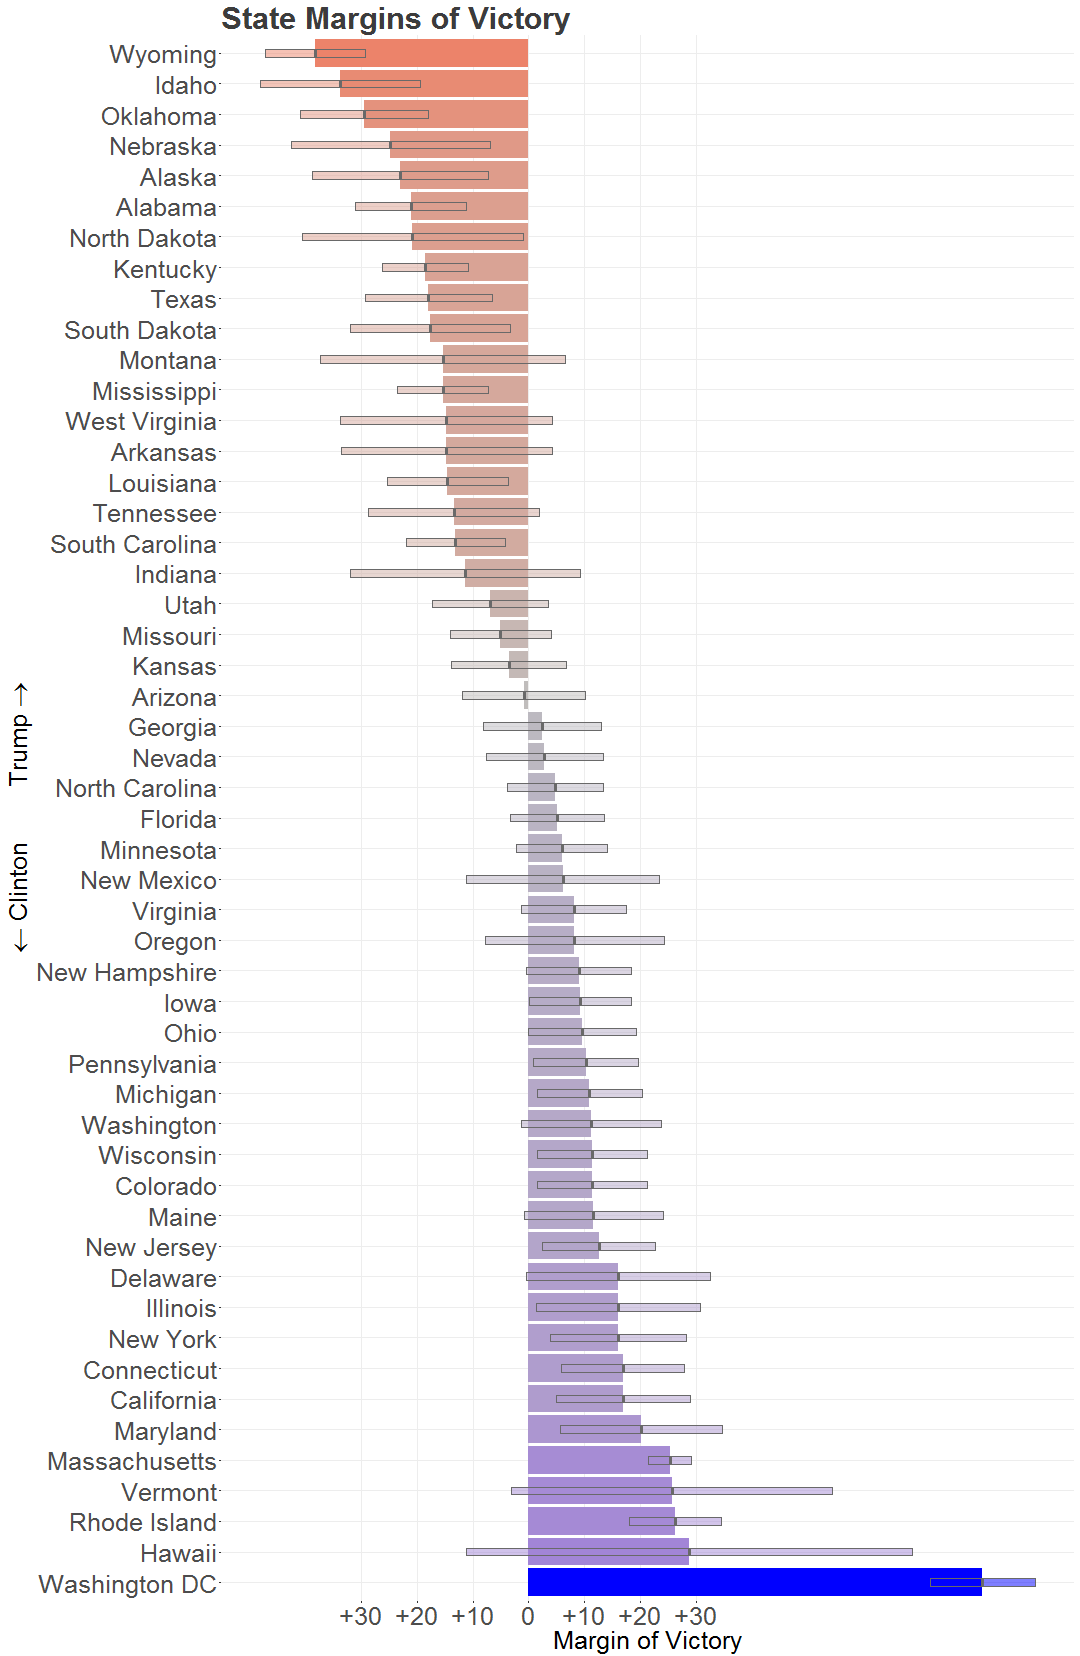 State Margins of Victory
Wyoming
Idaho
Oklahoma
Nebraska
Alaska
Alabama
North Dakota
Kentucky
Texas
South Dakota
Montana
Mississippi
West Virginia
Arkansas
Louisiana
Tennessee
South Carolina
Indiana
Utah
Missouri
Kansas
Arizona
Georgia
Nevada
North Carolina
Florida
Minnesota
New Mexico
Virginia
Oregon
New Hampshire
Iowa
Ohio
Pennsylvania
Michigan
Washington
Wisconsin
Colorado
Maine
New Jersey
Delaware
Illinois
New York
Connecticut
California
Maryland
Massachusetts
Vermont
Rhode Island
Hawaii
Washington DC
← Clinton Trump →
+30 +20 +10 0 +10 +20 +30
Margin of Victory